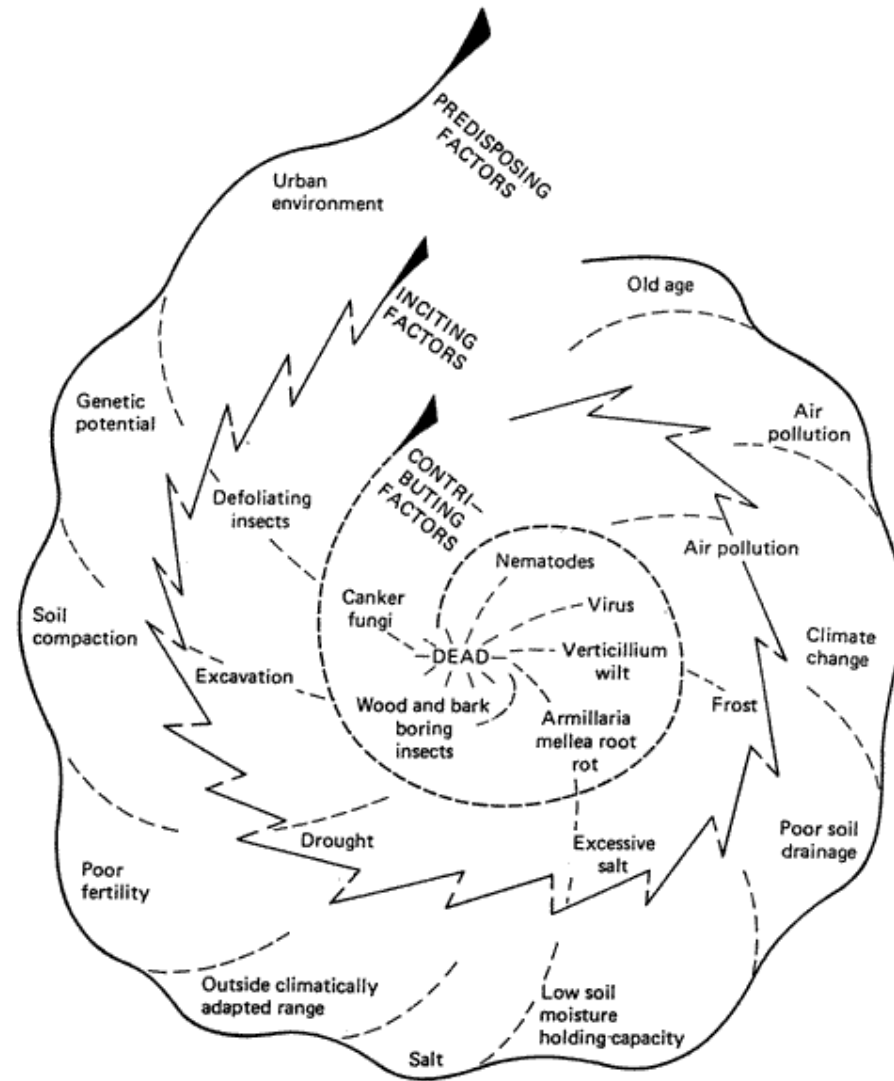 PREDISPOSING
FACTORS
Urban
environment
INCITING
FACTORS
Old age
Genetic
potential
Air
pollution
CONTRI–
BUTING
FACTORS
Defoliating
insects
Nematodes
Air pollution
Canker
fungi
Virus
Soil
compaction
DEAD
Verticillium
wilt
Climate
change
Excavation
Wood and bark
boring
insects
Armillaria
mellea root
rot
Frost
Drought
Excessive
salt
Poor soil
drainage
Poor
fertility
Outside climatically
adapted range
Low soil
moisture
holding-capacity
Salt